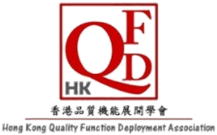 QFD
HK
香港品質機能展開學會
Hong Kong Quality Function Deployment Association